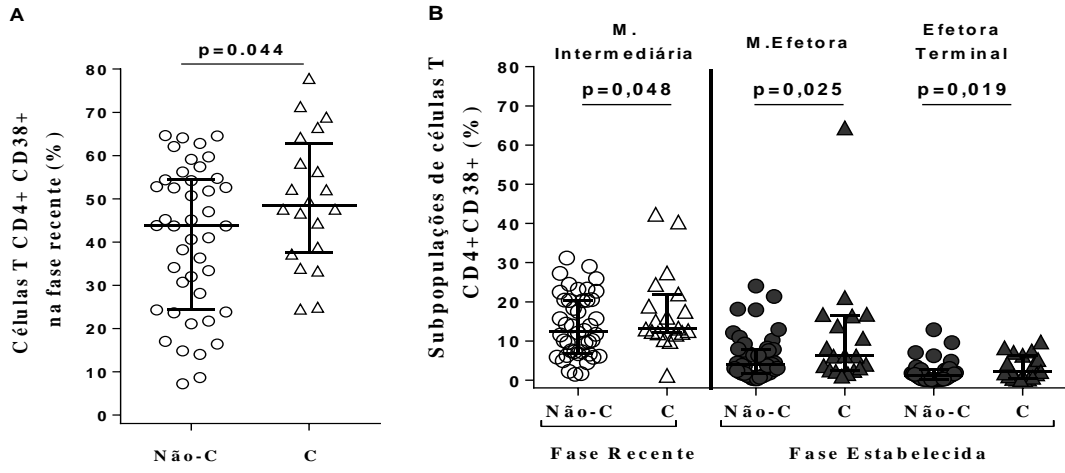 A
Células T CD4+ CD38+
na fase recente (%)
p=0.044
80
70
60
50
40
30
20
10
0
Não-C
C
B
Subpopulações de células T
CD4+CD38+ (%)
M.
Intermediária
M.Efetora
Efetora
Terminal
p=0,048
p=0,025
p=0,019
80
70
60
50
40
30
20
10
0
Não-C
C
Não-C
C
Não-C
C
Fase Recente
Fase Estabelecida